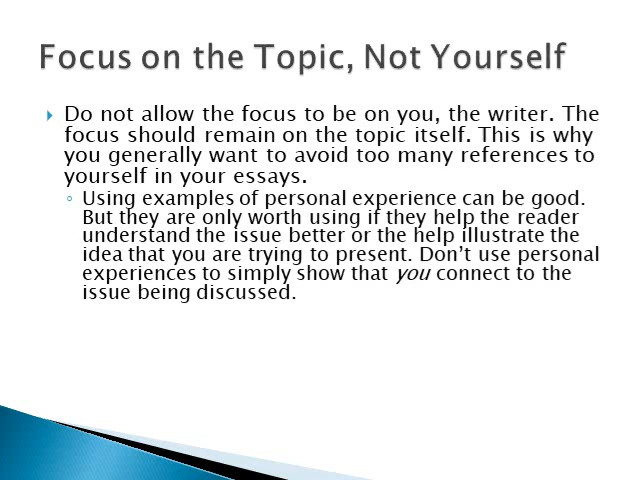 Focus on the Topic, Not Yourself
Do not allow the focus to be on you, the writer. The
focus should remain on the topic itself. This is why
you generally want to avoid too many references to
yourself in your essays.
Using examples of personal experience can be good.
But they are only worth using if they help the reader
understand the issue better or the help illustrate the
idea that you are trying to present. Don’t use personal
experiences to simply show that you connect to the
issue being discussed.